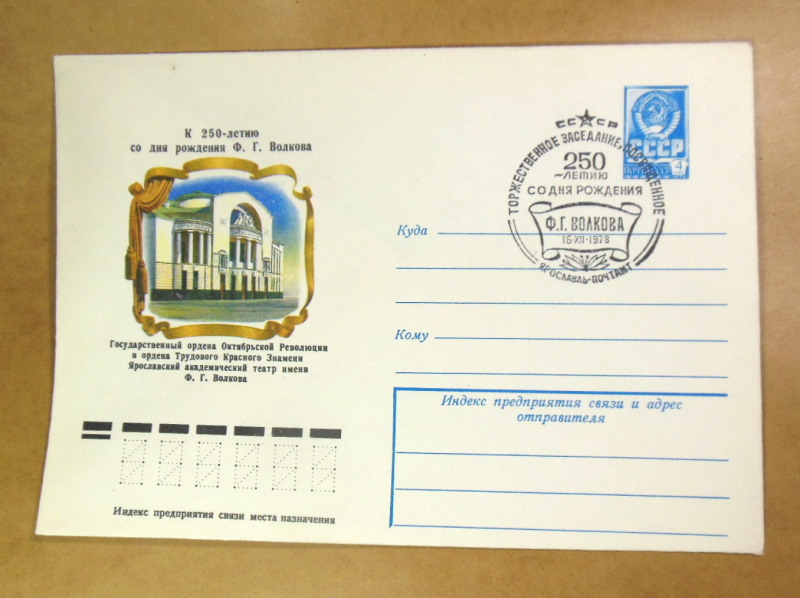 К 250-летию
со дня рождения Ф. Г. Волкова
Государственный ордена Октябрьской Революции
и ордена Трудового Красного Знамени
Ярославский академический театр имени
Ф. Г. Волкова
Индекс предприятия связи места назначения
СССР
ПОЧТА СССР
4
СССР
ТОРЖЕСТВЕННОЕ ЗАСЕДАНИЕ, ПОСВЯЩЕННОЕ
250
-ЛЕТИЮ
СО ДНЯ РОЖДЕНИЯ
Ф.Г. ВОЛКОВА
16·XII·1978
ЯРОСЛАВЛЬ-ПОЧТАМТ
Куда
Кому
Индекс предприятия связи и адрес
отправителя